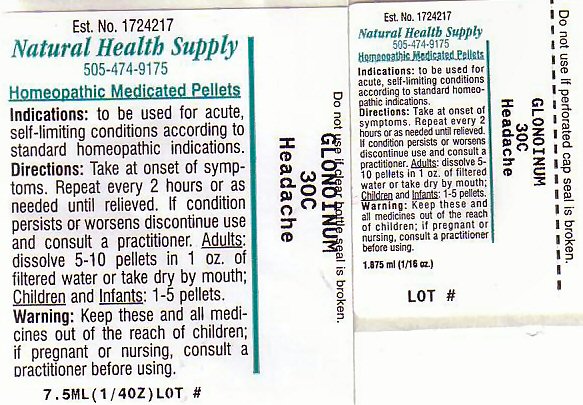 Est. No. 1724217
Natural Health Supply
505-474-9175
Homeopathic Medicated Pellets
Indications: to be used for acute,
self-limiting conditions according to
standard homeopathic indications.
Directions: Take at onset of symp-
toms. Repeat every 2 hours or as
needed until relieved. If condition
persists or worsens discontinue use
and consult a practitioner. Adults:
dissolve 5-10 pellets in 1 oz. of
filtered water or take dry by mouth;
Children and Infants: 1-5 pellets.
Warning: Keep these and all medi-
cines out of the reach of children;
if pregnant or nursing, consult a
practitioner before using.
7.5ML(1/4OZ)LOT #
Do not use if clear bottle seal is broken.
GLONOINUM
30C
Headache
Est. No. 1724217
Natural Health Supply
505-474-9175
Homeopathic Medicated Pellets
Indications: to be used for
acute, self-limiting conditions
according to standard homeo-
pathic indications.
Directions: Take at onset of
symptoms. Repeat every 2
hours or as needed until relieved.
If condition persists or worsens
discontinue use and consult a
practitioner. Adults: dissolve 5-
10 pellets in 1 oz. of filtered
water or take dry by mouth;
Children and Infants: 1-5 pellets.
Warning: Keep these and
all medicines out of the reach
of children; if pregnant or
nursing, consult a practitioner
before using.
1.875 ml (1/16 oz.)
LOT #
GLONOINUM
30C
Headache
Do not use if perforated cap seal is broken.